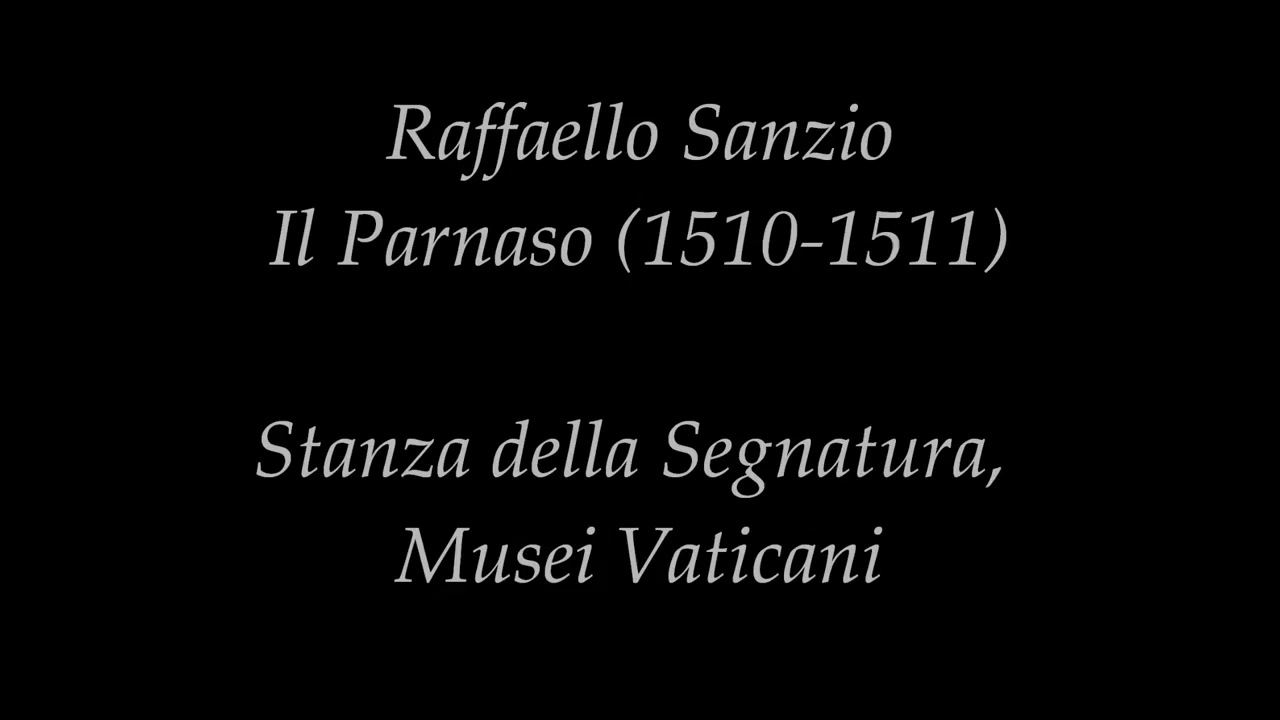 Raffaello Sanzio
Il Parnaso (1510-1511)
Stanza della Segnatura,
Musei Vaticani